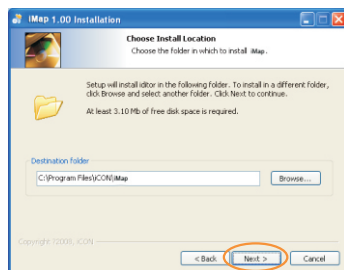 iMap 1.00 Installation
Choose Install Location
Choose the folder in which to install iMap.
Setup will install iditor in the following folder. To install in a different folder,
click Browse and select another folder. Click Next to continue.
At least 3.10 Mb of free disk space is required.
Destination folder
C:\Program Files\iCON\iMap
Browse...
Copyright ?2008, iCON
< Back
Next >
Cancel